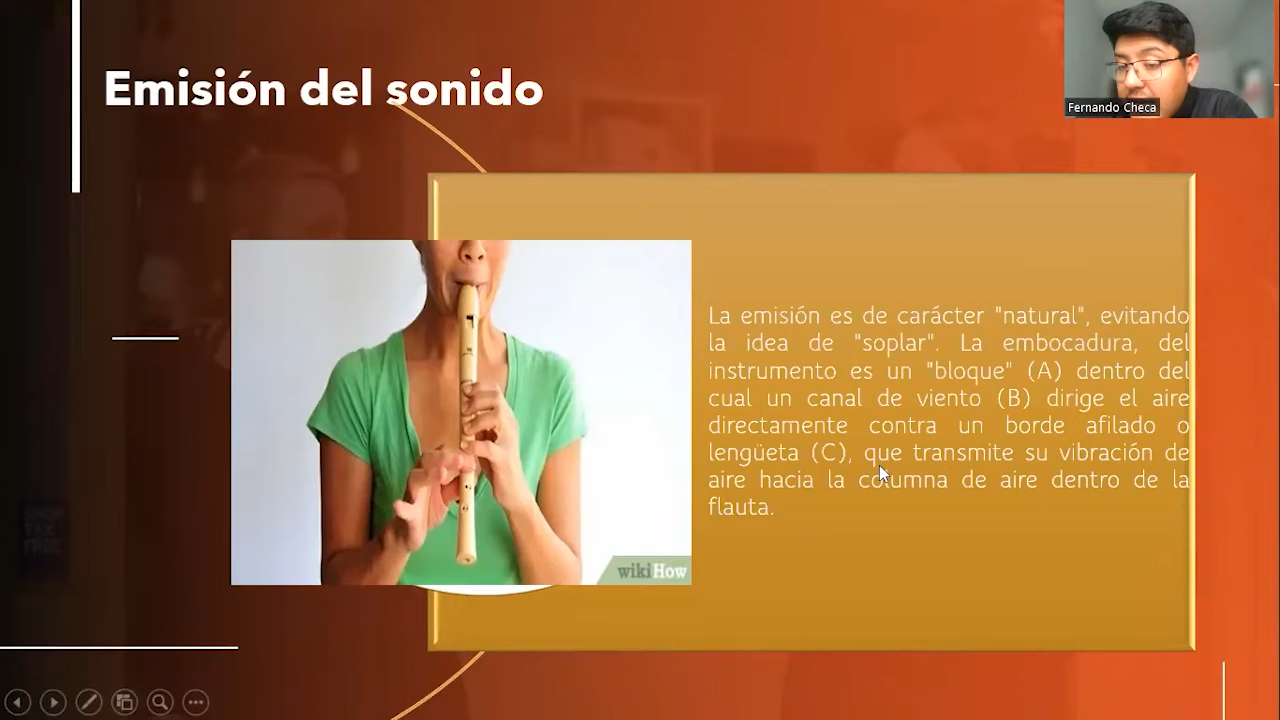 Emisión del sonido
Fernando Checa
La emisión es de carácter "natural", evitando
la idea de "soplar". La embocadura, del
instrumento es un "bloque" (A) dentro del
cual un canal de viento (B) dirige el aire
directamente contra un borde afilado o
lengüeta (C), que transmite su vibración de
aire hacia la columna de aire dentro de la
flauta.
wikiHow